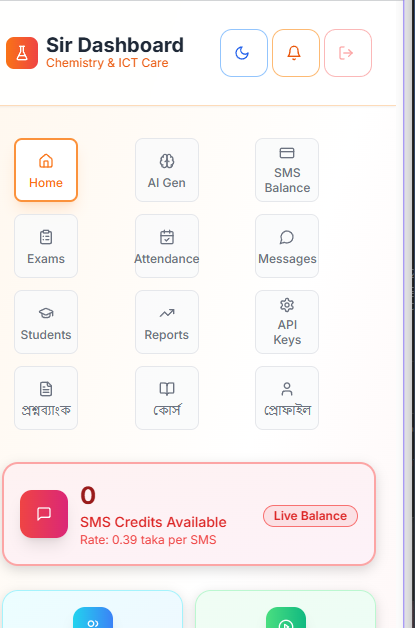 Sir Dashboard
Chemistry & ICT Care
Home
AI Gen
SMS
Balance
Exams
Attendance
Messages
Students
Reports
API
Keys
প্রশ্নব্যাংক
কোর্স
প্রোফাইল
0
SMS Credits Available
Rate: 0.39 taka per SMS
Live Balance